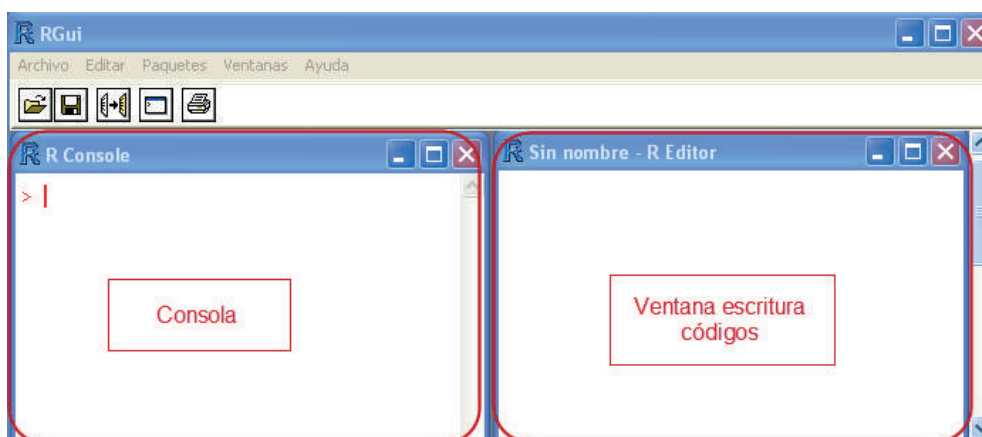 RGui
Archivo Editar Paquetes Ventanas Ayuda
R Console
>
Consola
Sin nombre - R Editor
Ventana escritura
códigos